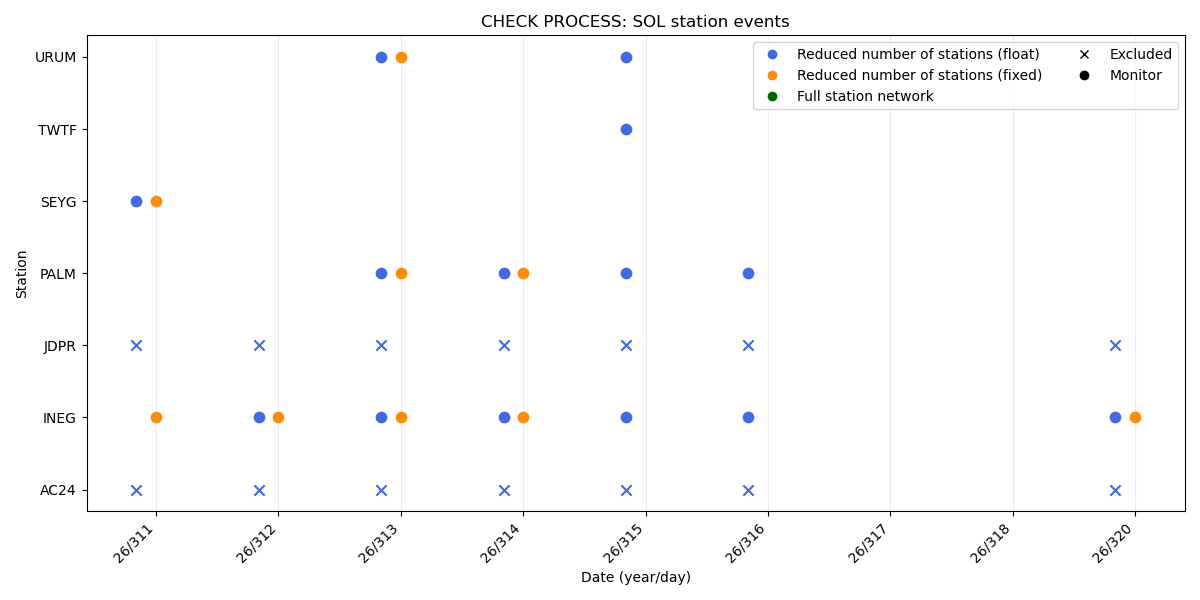 CHECK PROCESS: SOL station events
Reduced number of stations (float)
Reduced number of stations (fixed)
Full station network
Excluded
Monitor
Station
URUM
TWTF
SEYG
PALM
JDPR
INEG
AC24
26/311
26/312
26/313
26/314
26/315
26/316
26/317
26/318
26/320
Date (year/day)